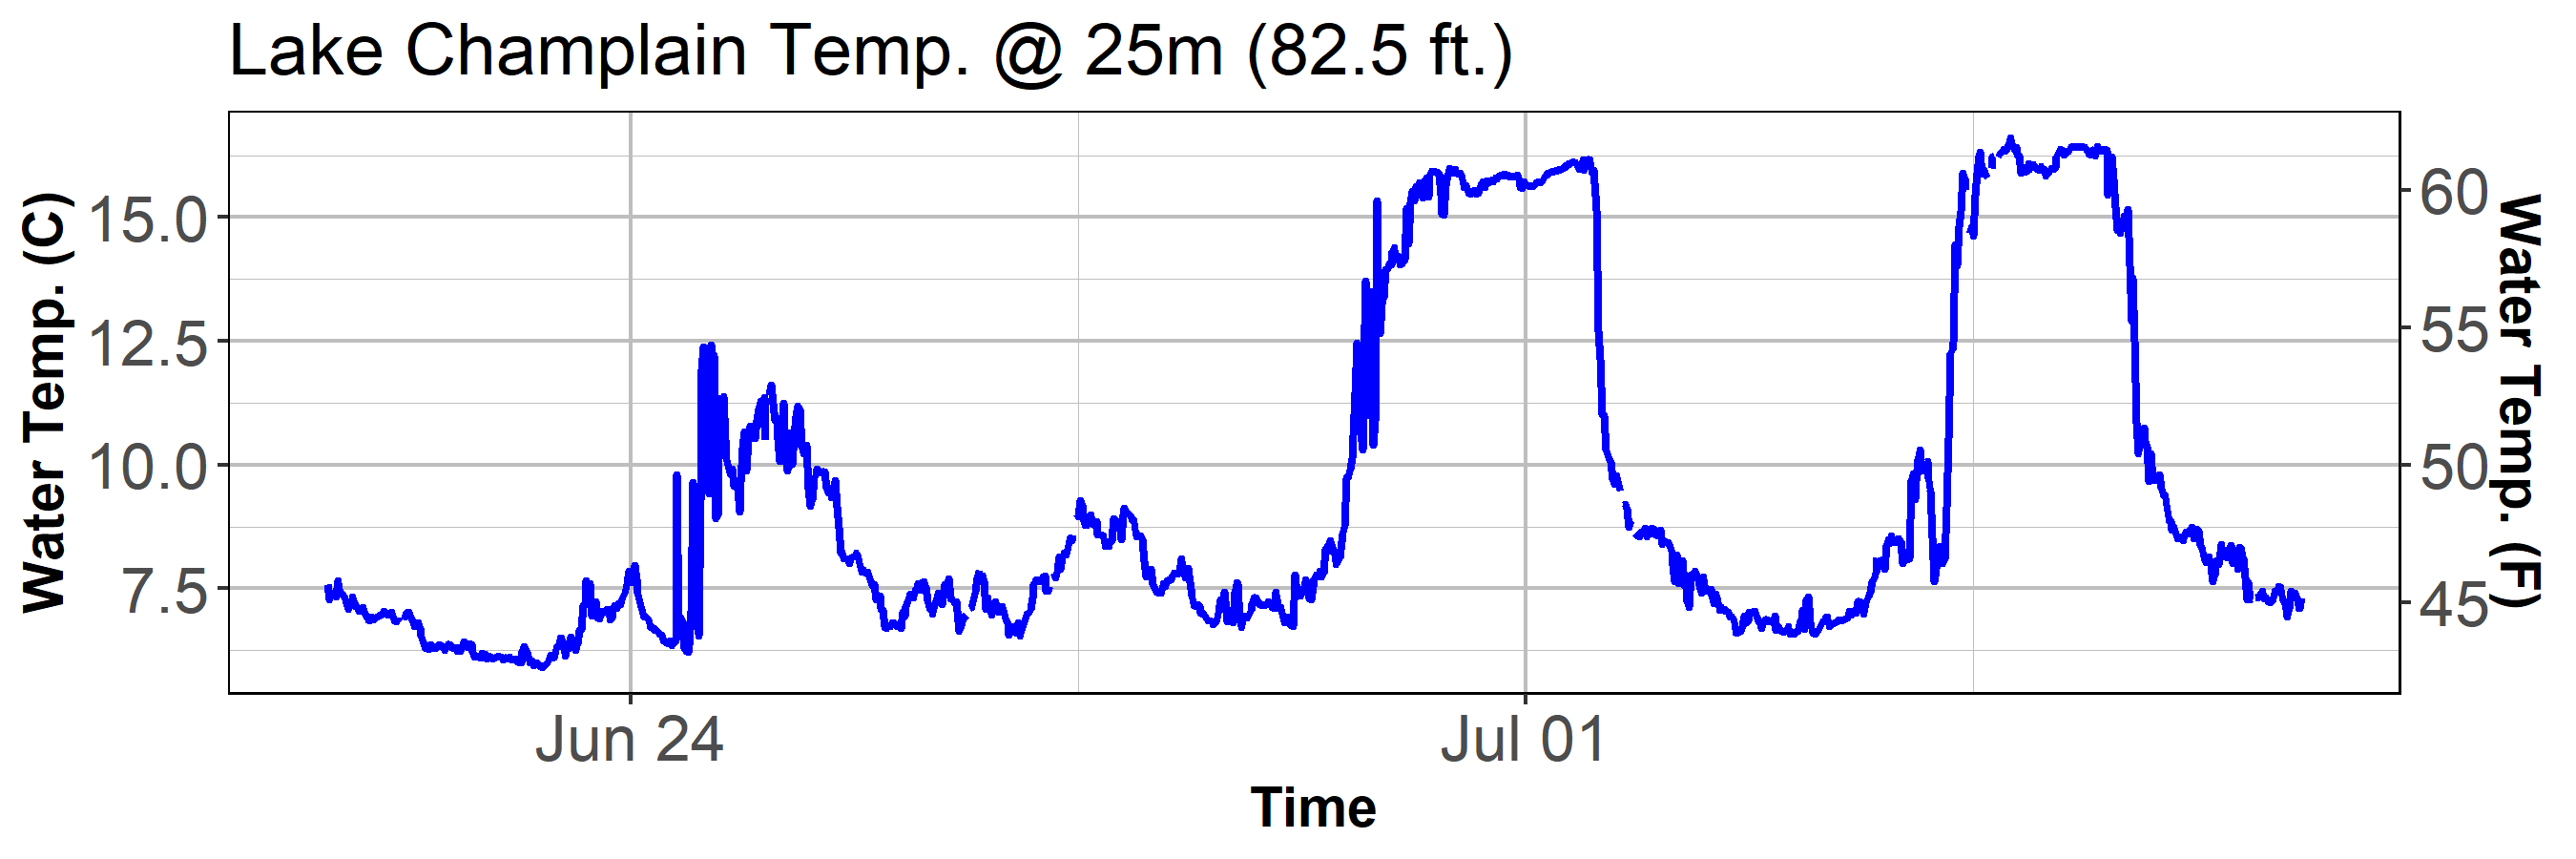 Lake Champlain Temp. @ 25m (82.5 ft.)
Water Temp. (C)
15.0
12.5
10.0
7.5
60
55
50
45
Water Temp. (F)
Jun 24
Jul 01
Time